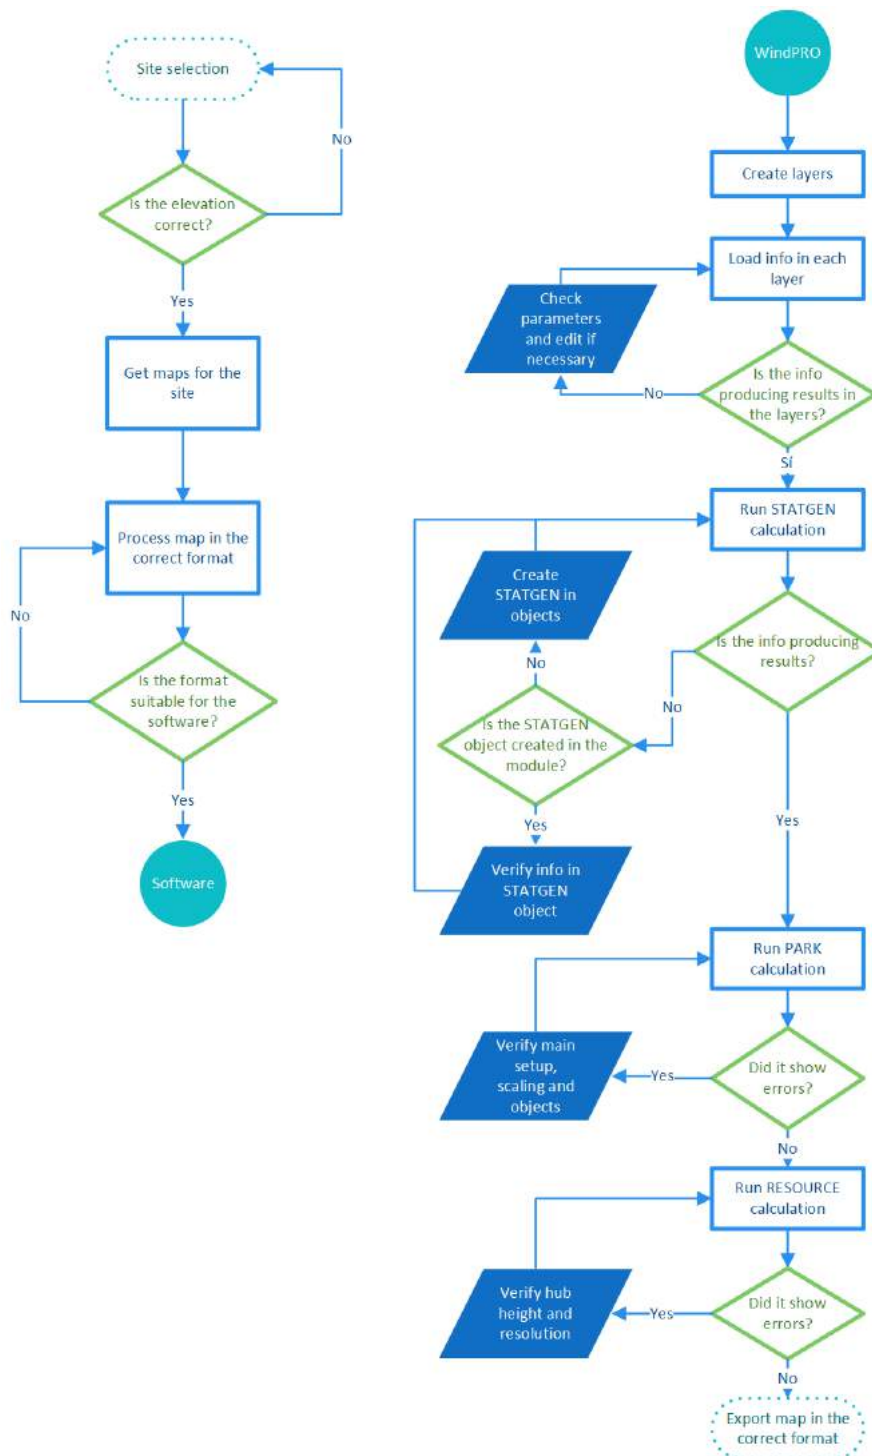 Site selection
No
Is the elevation
correct?
Yes
Get maps for the
site
Process map in the
correct format
No
Is the format
suitable for the
software?
Yes
Software
WindPRO
Create layers
Load info in each
layer
Check
parameters
and edit if
necessary
Is the info
producing results in
the layers?
No
Sí
Run STATGEN
calculation
Create
STATGEN in
objects
Is the info producing
results?
No
No
Is the STATGEN
object created in the
module?
Yes
Yes
Verify info in
STATGEN
object
Run PARK
calculation
Verify main
setup,
scaling and
objects
Yes
Did it show
errors?
No
Run RESOURCE
calculation
Verify hub
height and
resolution
Yes
Did it show
errors?
No
Export map in the
correct format